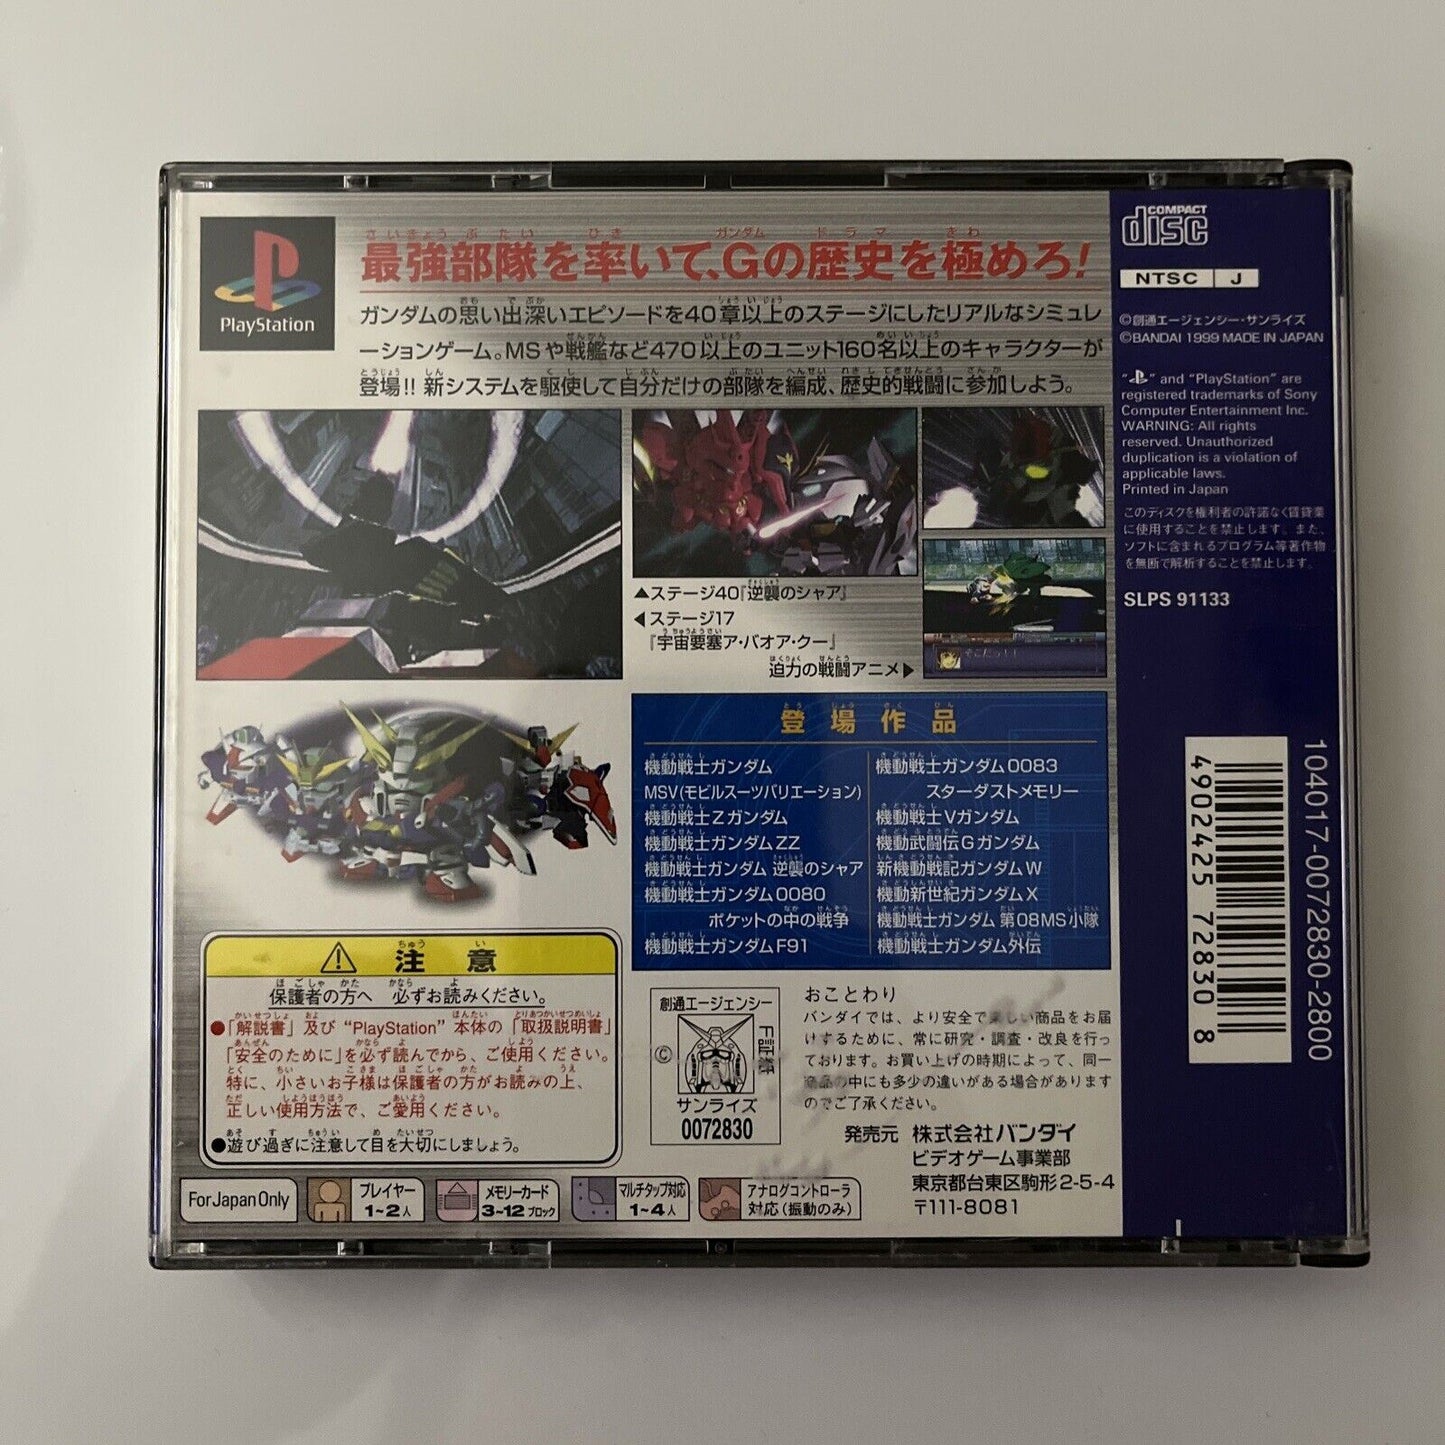 PlayStation
最強部隊を率いて、Gの歴史を極めろ!
ガンダムの思い出深いエピソードを40章以上のステージにしたリアルなシミュレ
ーションゲーム。MSや戦艦など470以上のユニット160名以上のキャラクターが
登場!! 新システムを駆使して自分だけの部隊を編成、歴史的戦闘に参加しよう。
▲ステージ40『逆襲のシャア』
◀ステージ17
『宇宙要塞ア・バオア・クー』
迫力の戦闘アニメ▶
そこだっ!!
登場作品
機動戦士ガンダム
MSV(モビルスーツバリエーション)
機動戦士Zガンダム
機動戦士ガンダムZZ
機動戦士ガンダム 逆襲のシャア
機動戦士ガンダム0080
ポケットの中の戦争
機動戦士ガンダムF91
機動戦士ガンダム0083
スターダストメモリー
機動戦士Vガンダム
機動武闘伝Gガンダム
新機動戦記ガンダムW
機動新世紀ガンダムX
機動戦士ガンダム 第08MS小隊
機動戦士ガンダム外伝
注意
保護者の方へ 必ずお読みください。
●「解説書」及び “PlayStation” 本体の「取扱説明書」
「安全のために」を必ず読んでから、ご使用ください。
特に、小さいお子様は保護者の方がお読みの上、
正しい使用方法で、ご愛用ください。
●遊び過ぎに注意して目を大切にしましょう。
創通エージェンシー
©
F証紙
サンライズ
0072830
おことわり
バンダイでは、より安全で楽しい商品をお届
けするために、常に研究・調査・改良を行っ
ております。お買い上げの時期によって、同一
商品の中にも多少の違いがある場合があります
のでご了承ください。
発売元 株式会社バンダイ
ビデオゲーム事業部
東京都台東区駒形2-5-4
〒111-8081
For Japan Only
プレイヤー
1~2人
メモリーカード
3~12ブロック
マルチタップ対応
1~4人
アナログコントローラ
対応(振動のみ)
COMPACT
disc
NTSC J
©創通エージェンシー・サンライズ
©BANDAI 1999 MADE IN JAPAN
“ ” and “PlayStation” are
registered trademarks of Sony
Computer Entertainment Inc.
WARNING: All rights
reserved. Unauthorized
duplication is a violation of
applicable laws.
Printed in Japan
このディスクを権利者の許諾なく賃貸業
に使用することを禁止します。また、
ソフトに含まれるプログラム等著作物
を無断で解析することを禁止します。
SLPS 91133
4902425 72830 8
104017-0072830-2800